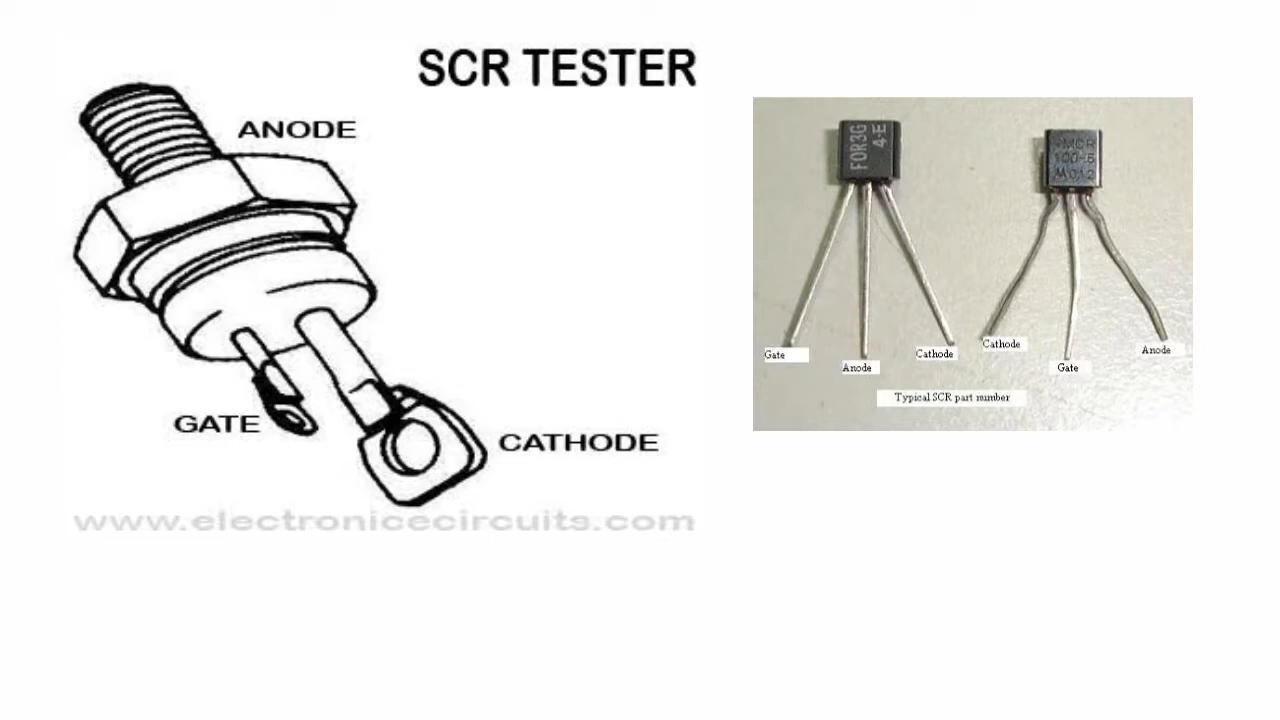 SCR TESTER
ANODE
GATE
CATHODE
www.electronicecircuits.com
FOR3G
4-E
MCR
100-6
M 012
Gate
Anode
Cathode
Cathode
Gate
Anode
Typical SCR part number